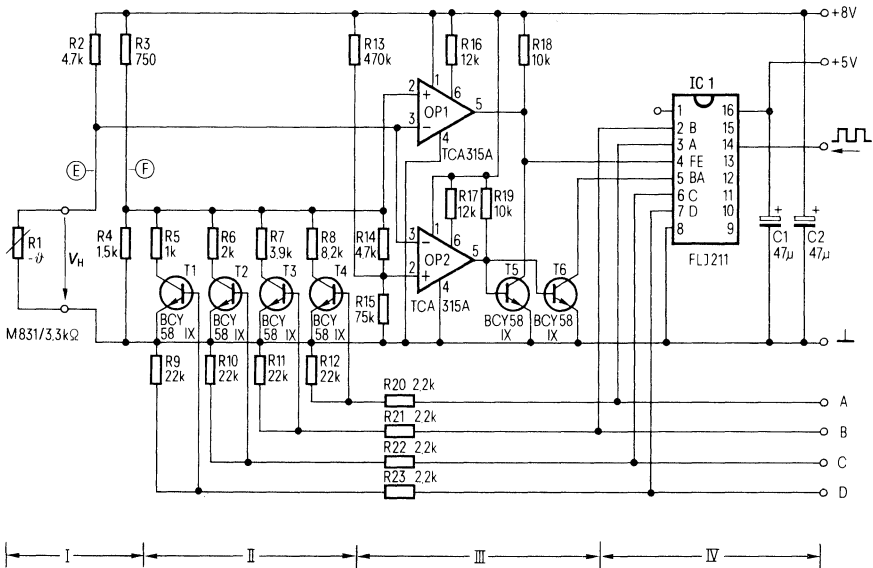 +8V
R2
4.7k
R3
750
R13
470k
R16
12k
R18
10k
+5V
IC 1
1
6
2
+
OP1
5
3
−
4
TCA315A
1 16
2 B 15
3 A 14
4 FE 13
5 BA 12
6 C 11
7 D 10
8 9
FLJ211
E
F
R1
-ϑ
V_H
R4
1,5k
R5
1k
R6
2k
R7
3,9k
R8
8,2k
R14
4,7k
R17
12k
R19
10k
1
6
3
−
OP2
5
2
+
4
TCA 315A
+
C1
47μ
+
C2
47μ
T1
T2
T3
T4
T5
T6
R15
75k
BCY
58 IX
BCY
58 IX
BCY
58 IX
BCY
58 IX
BCY58
IX
BCY 58
IX
M831/3,3kΩ
⊥
R9
22k
R10
22k
R11
22k
R12
22k
R20 2,2k
A
R21 2,2k
B
R22 2,2k
C
R23 2,2k
D
I
II
III
IV